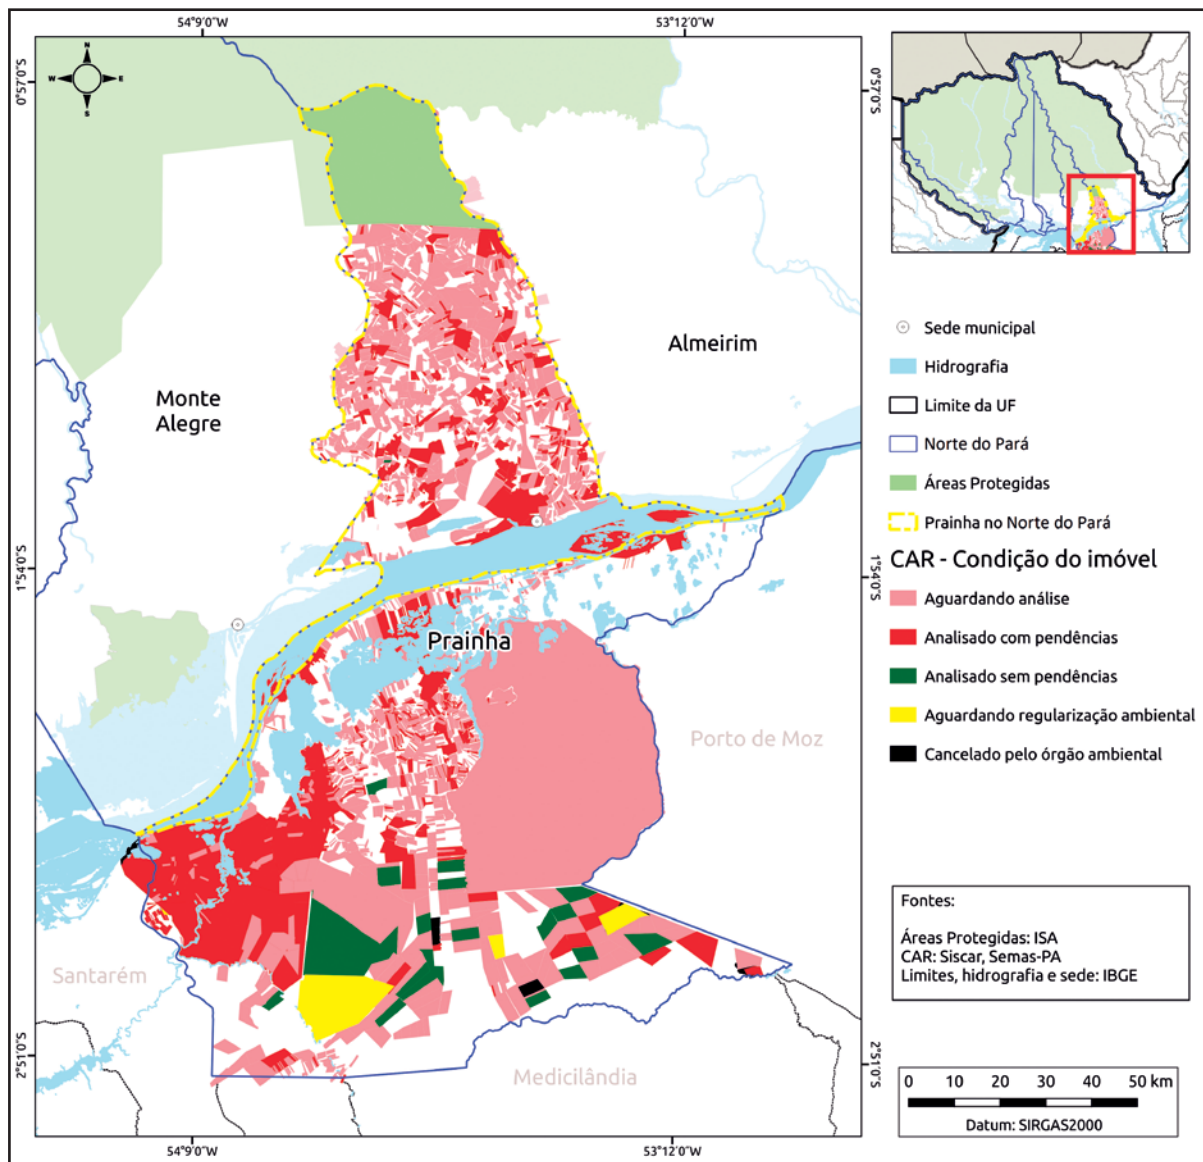 54°9'0"W
53°12'0"W
0°57'0"S
0°57'0"S
N
W
E
S
Almeirim
Monte
Alegre
1°54'0"S
1°54'0"S
Prainha
Porto de Moz
Santarém
Medicilândia
2°51'0"S
2°51'0"S
54°9'0"W
53°12'0"W
Sede municipal
Hidrografia
Limite da UF
Norte do Pará
Áreas Protegidas
Prainha no Norte do Pará
CAR - Condição do imóvel
Aguardando análise
Analisado com pendências
Analisado sem pendências
Aguardando regularização ambiental
Cancelado pelo órgão ambiental
Fontes:
Áreas Protegidas: ISA
CAR: Siscar, Semas-PA
Limites, hidrografia e sede: IBGE
0 10 20 30 40 50 km
Datum: SIRGAS2000